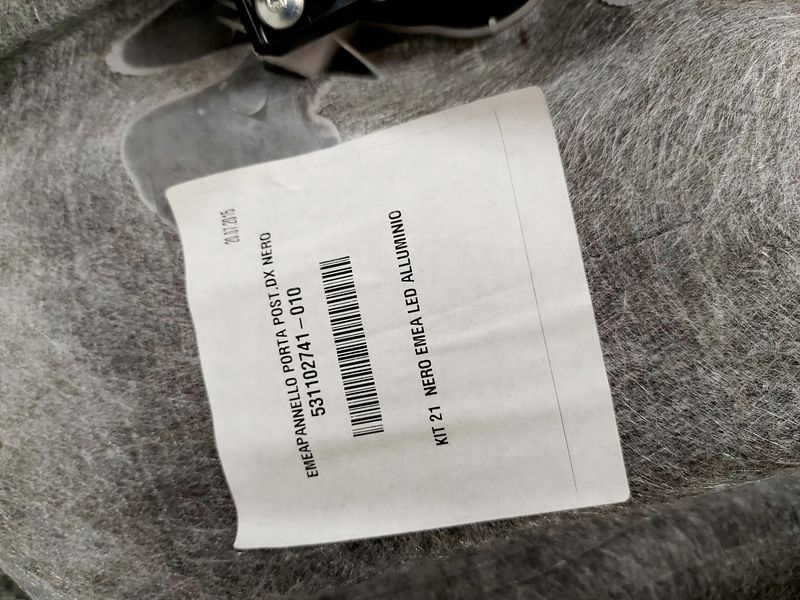 20.07.2015
EMEAPANNELLO PORTA POST.DX NERO
531102741-010
KIT 21 NERO EMEA LED ALLUMINIO